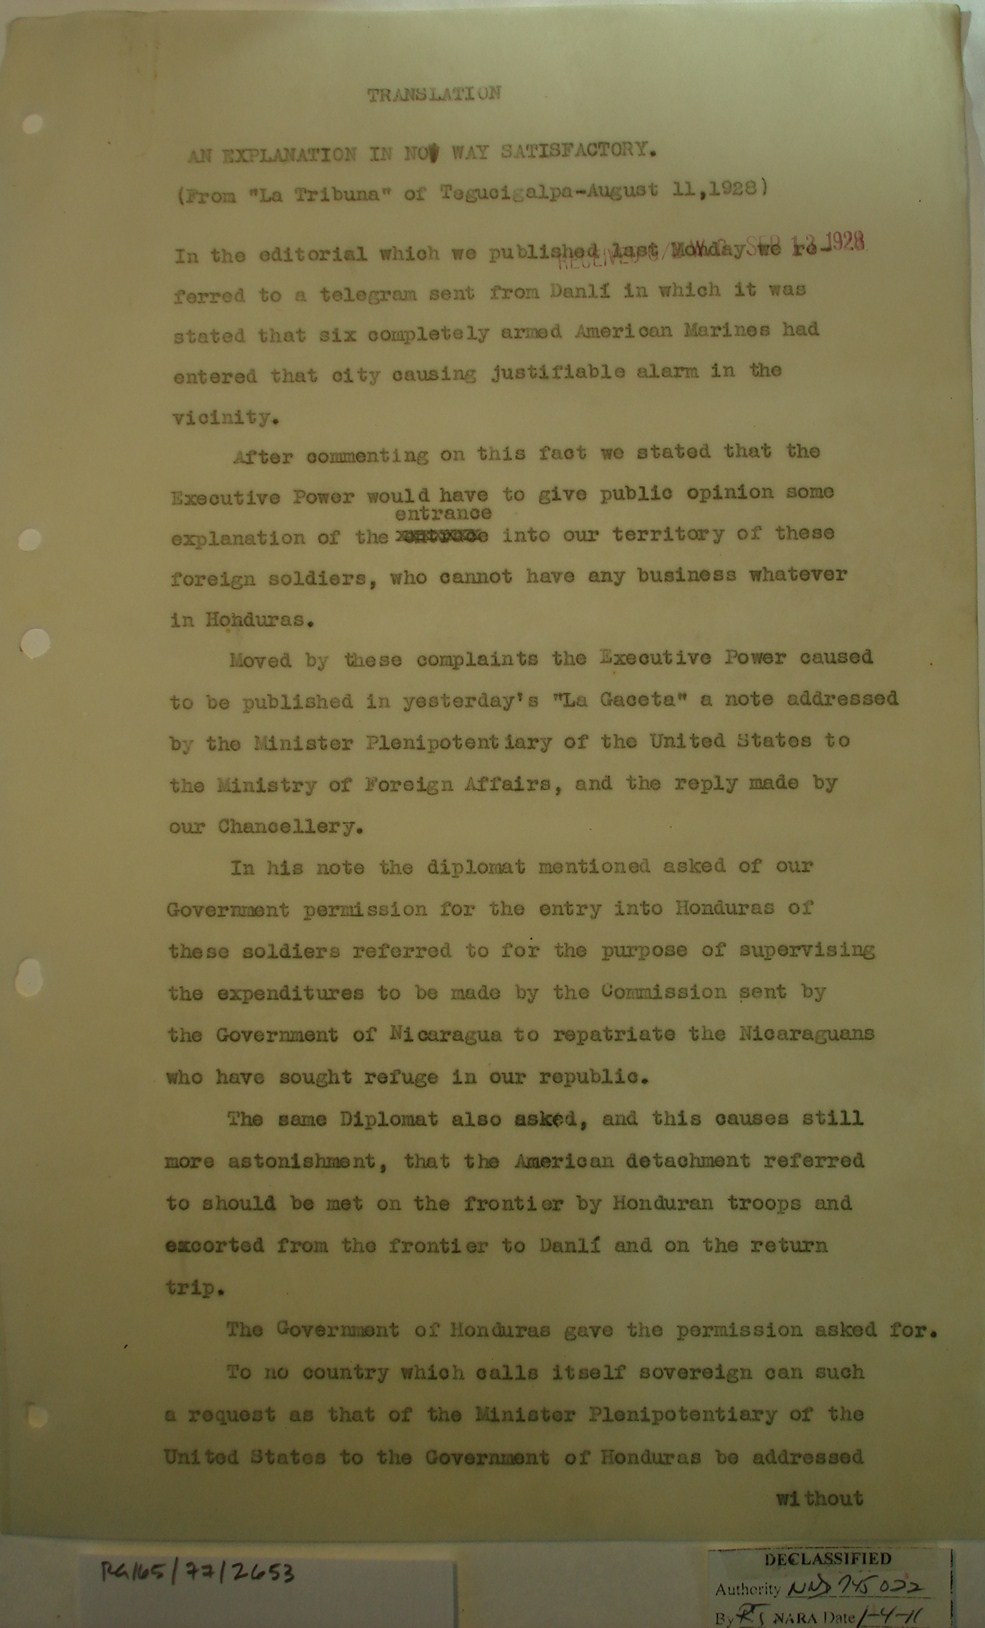 TRANSLATION
AN EXPLANATION IN NO WAY SATISFACTORY.
(From "La Tribuna" of Tegucigalpa-August 11,1928)
RECEIVED G/2 W.D. SEP 12 1928
In the editorial which we published last Monday we re-
ferred to a telegram sent from Danlí in which it was
stated that six completely armed American Marines had
entered that city causing justifiable alarm in the
vicinity.
After commenting on this fact we stated that the
Executive Power would have to give public opinion some
entrance
explanation of the into our territory of these
foreign soldiers, who cannot have any business whatever
in Honduras.
Moved by these complaints the Executive Power caused
to be published in yesterday's "La Gaceta" a note addressed
by the Minister Plenipotentiary of the United States to
the Ministry of Foreign Affairs, and the reply made by
our Chancellery.
In his note the diplomat mentioned asked of our
Government permission for the entry into Honduras of
these soldiers referred to for the purpose of supervising
the expenditures to be made by the Commission sent by
the Government of Nicaragua to repatriate the Nicaraguans
who have sought refuge in our republic.
The same Diplomat also asked, and this causes still
more astonishment, that the American detachment referred
to should be met on the frontier by Honduran troops and
excorted from the frontier to Danlí and on the return
trip.
The Government of Honduras gave the permission asked for.
To no country which calls itself sovereign can such
a request as that of the Minister Plenipotentiary of the
United States to the Government of Honduras be addressed
without
RG165/77/2653
DECLASSIFIED
Authority NND 745022
By RT NARA Date 1-4-11